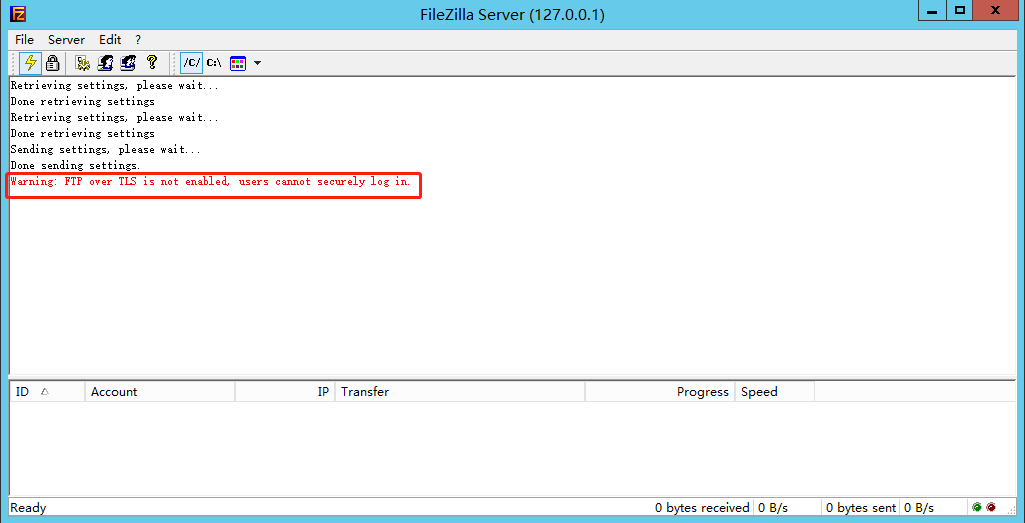 FileZilla Server (127.0.0.1)
File Server Edit ?
/C/ C:\
Retrieving settings, please wait...
Done retrieving settings
Retrieving settings, please wait...
Done retrieving settings
Sending settings, please wait...
Done sending settings.
Warning: FTP over TLS is not enabled, users cannot securely log in.
ID Account IP Transfer Progress Speed
Ready 0 bytes received 0 B/s 0 bytes sent 0 B/s